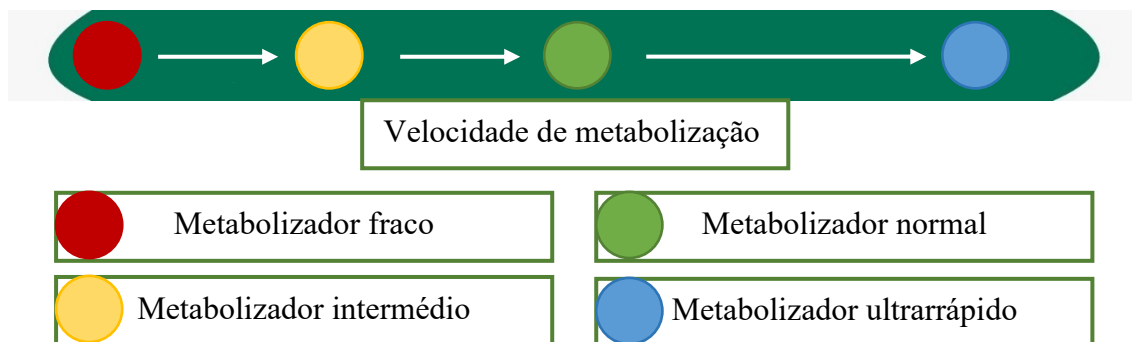 Velocidade de metabolização
Metabolizador fraco
Metabolizador normal
Metabolizador intermédio
Metabolizador ultrarrápido